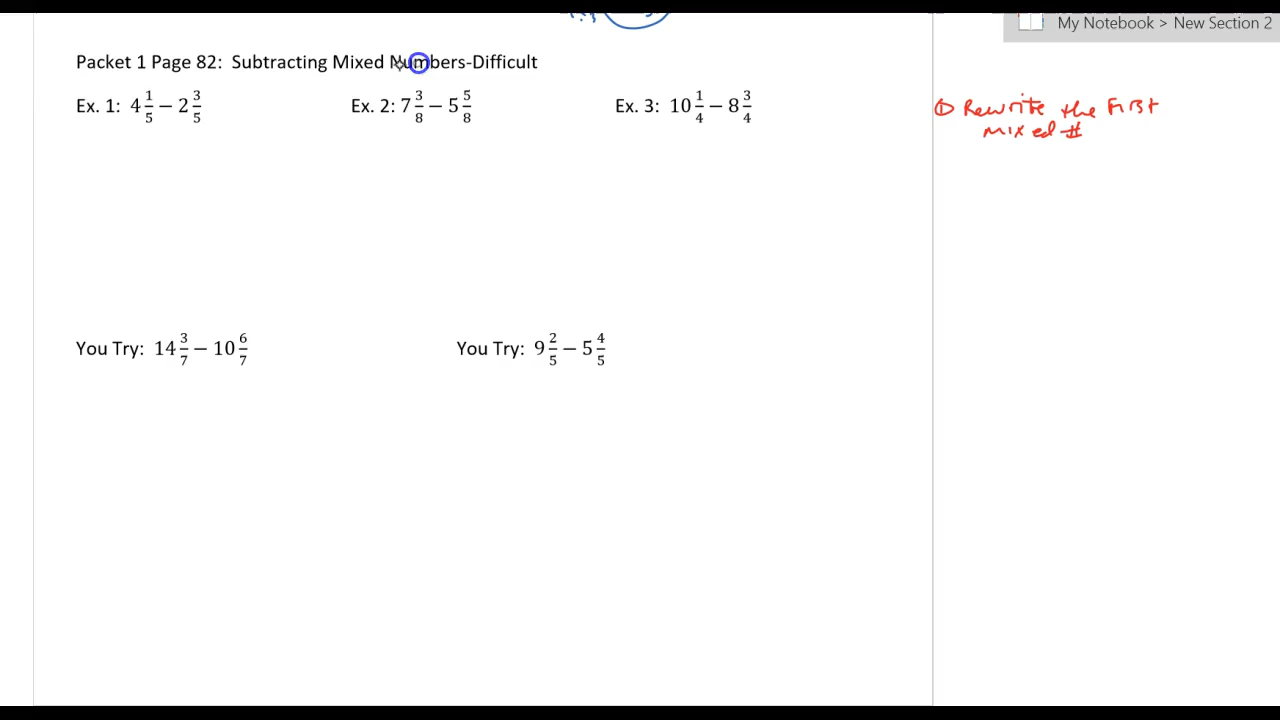 My Notebook > New Section 2
Packet 1 Page 82: Subtracting Mixed Numbers-Difficult
Ex. 1: 4 1/5 − 2 3/5
Ex. 2: 7 3/8 − 5 5/8
Ex. 3: 10 1/4 − 8 3/4
① Rewrite the First
mixed #
You Try: 14 3/7 − 10 6/7
You Try: 9 2/5 − 5 4/5